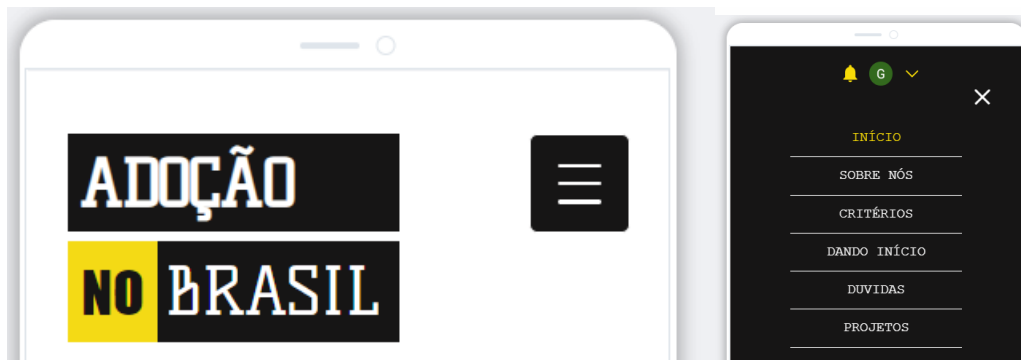 ADOÇÃO
NO BRASIL
G
INÍCIO
SOBRE NÓS
CRITÉRIOS
DANDO INÍCIO
DUVIDAS
PROJETOS